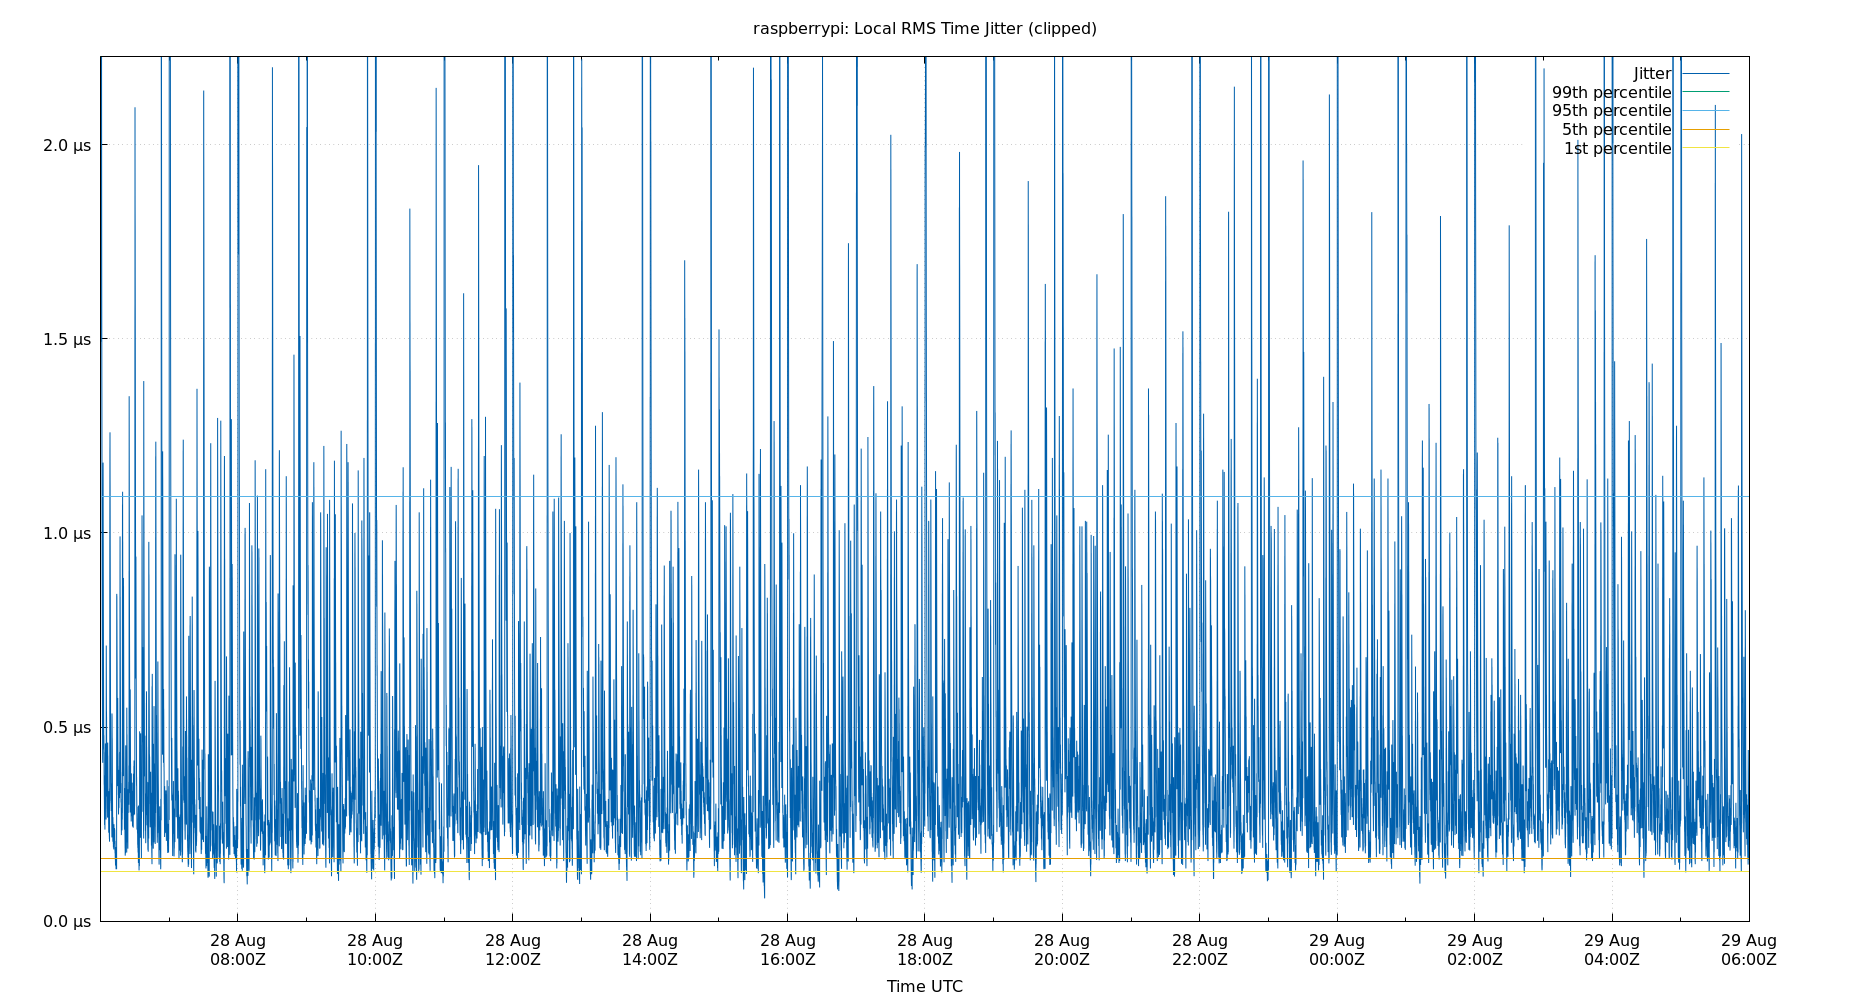 raspberrypi: Local RMS Time Jitter (clipped)
Jitter
99th percentile
95th percentile
5th percentile
1st percentile
2.0 μs
1.5 μs
1.0 μs
0.5 μs
0.0 μs
28 Aug 28 Aug 28 Aug 28 Aug 28 Aug 28 Aug 28 Aug 28 Aug 29 Aug 29 Aug 29 Aug 29 Aug
08:00Z 10:00Z 12:00Z 14:00Z 16:00Z 18:00Z 20:00Z 22:00Z 00:00Z 02:00Z 04:00Z 06:00Z
Time UTC